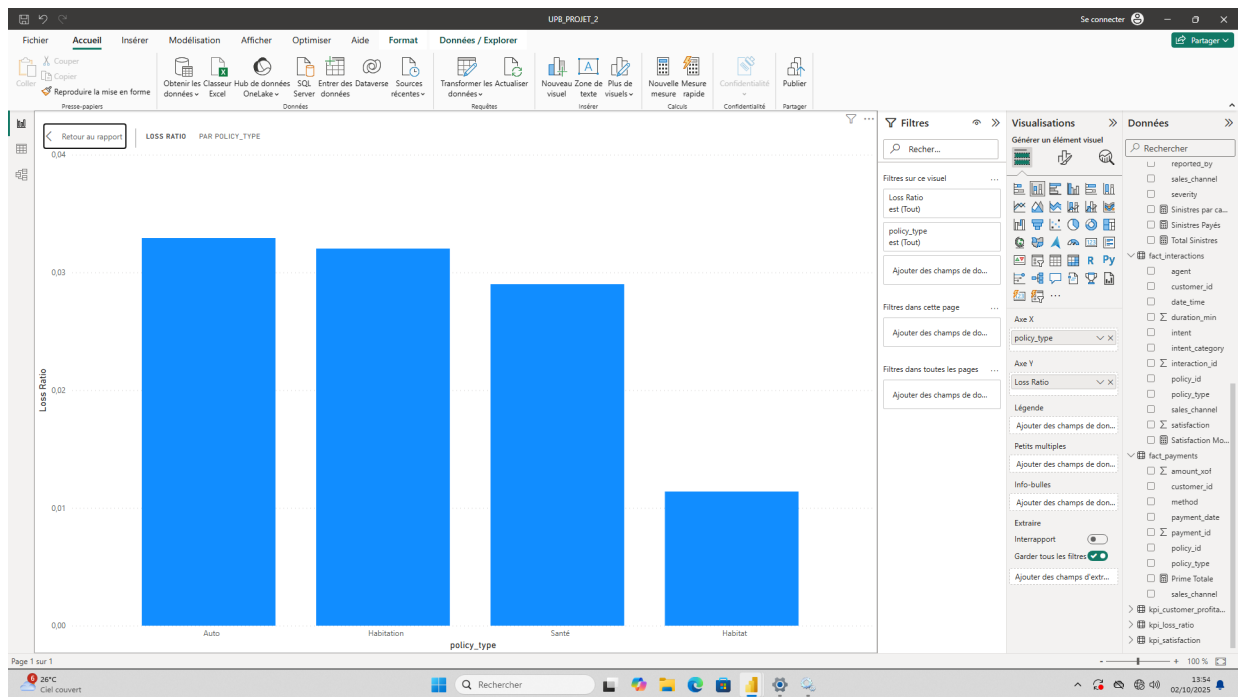 UPB_PROJET_2
Se connecter
Fichier Accueil Insérer Modélisation Afficher Optimiser Aide Format Données / Explorer
Partager
Coller
Couper
Copier
Reproduire la mise en forme
Presse-papiers
Obtenir les données
Classeur Excel
Hub de données OneLake
SQL Server
Entrer des données
Dataverse
Sources récentes
Données
Transformer les données
Actualiser
Requêtes
Nouveau visuel
Zone de texte
Plus de visuels
Insérer
Nouvelle mesure
Mesure rapide
Calculs
Confidentialité
Confidentialité
Publier
Partager
Retour au rapport
LOSS RATIO PAR POLICY_TYPE
0,04
0,03
0,02
0,01
0,00
Loss Ratio
Auto Habitation Santé Habitat
policy_type
Filtres
Recher...
Filtres sur ce visuel ...
Loss Ratio
est (Tout)
policy_type
est (Tout)
Ajouter des champs de do...
Filtres dans cette page ...
Ajouter des champs de do...
Filtres dans toutes les pages ...
Ajouter des champs de do...
Visualisations
Générer un élément visuel
R Py
Axe X
policy_type
Axe Y
Loss Ratio
Légende
Ajouter des champs de don...
Petits multiples
Ajouter des champs de don...
Info-bulles
Ajouter des champs de don...
Extraire
Interrapport
Garder tous les filtres
Ajouter des champs d'extr...
Données
Rechercher
reported_by
sales_channel
severity
Sinistres par ca...
Sinistres Payés
Total Sinistres
fact_interactions
agent
customer_id
date_time
duration_min
intent
intent_category
interaction_id
policy_id
policy_type
sales_channel
satisfaction
Satisfaction Mo...
fact_payments
amount_xof
customer_id
method
payment_date
payment_id
policy_id
policy_type
Prime Totale
sales_channel
kpi_customer_profita...
kpi_loss_ratio
kpi_satisfaction
Page 1 sur 1
- + 100 %
6
26°C
Ciel couvert
Rechercher
13:54
02/10/2025